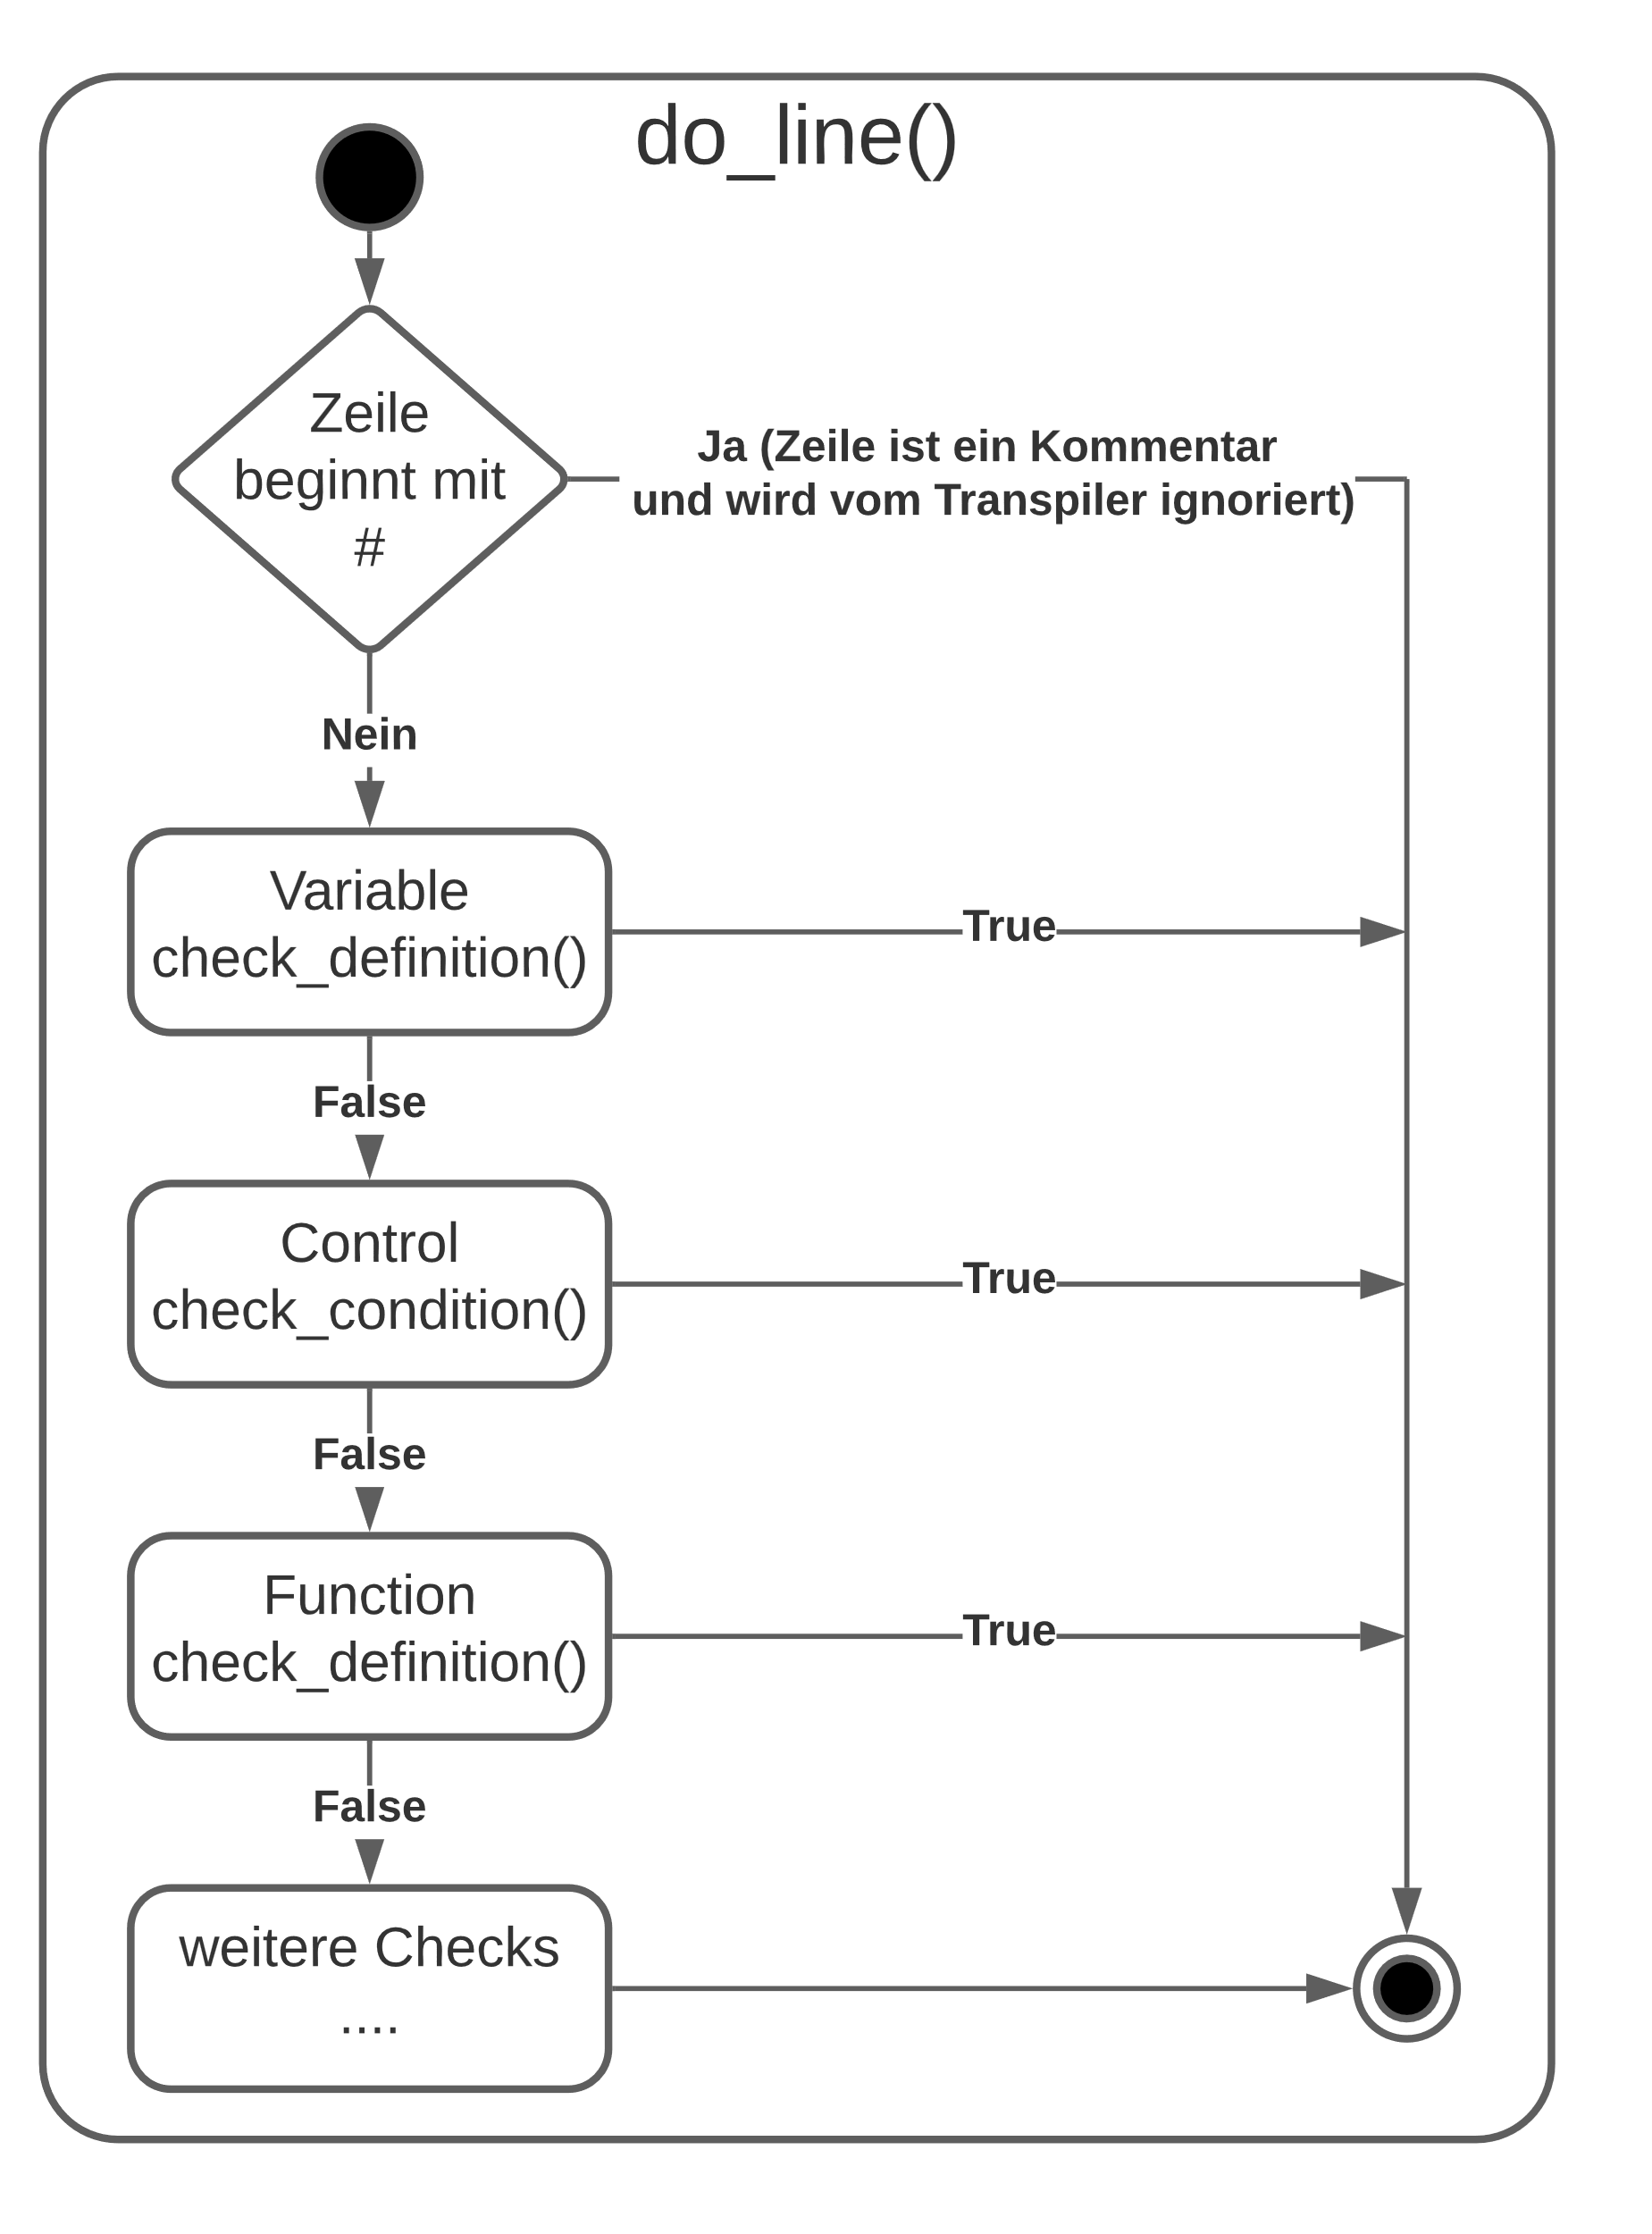 do_line()
Zeile
beginnt mit
#
Ja (Zeile ist ein Kommentar
und wird vom Transpiler ignoriert)
Nein
Variable
check_definition()
True
False
Control
check_condition()
True
False
Function
check_definition()
True
False
weitere Checks
....